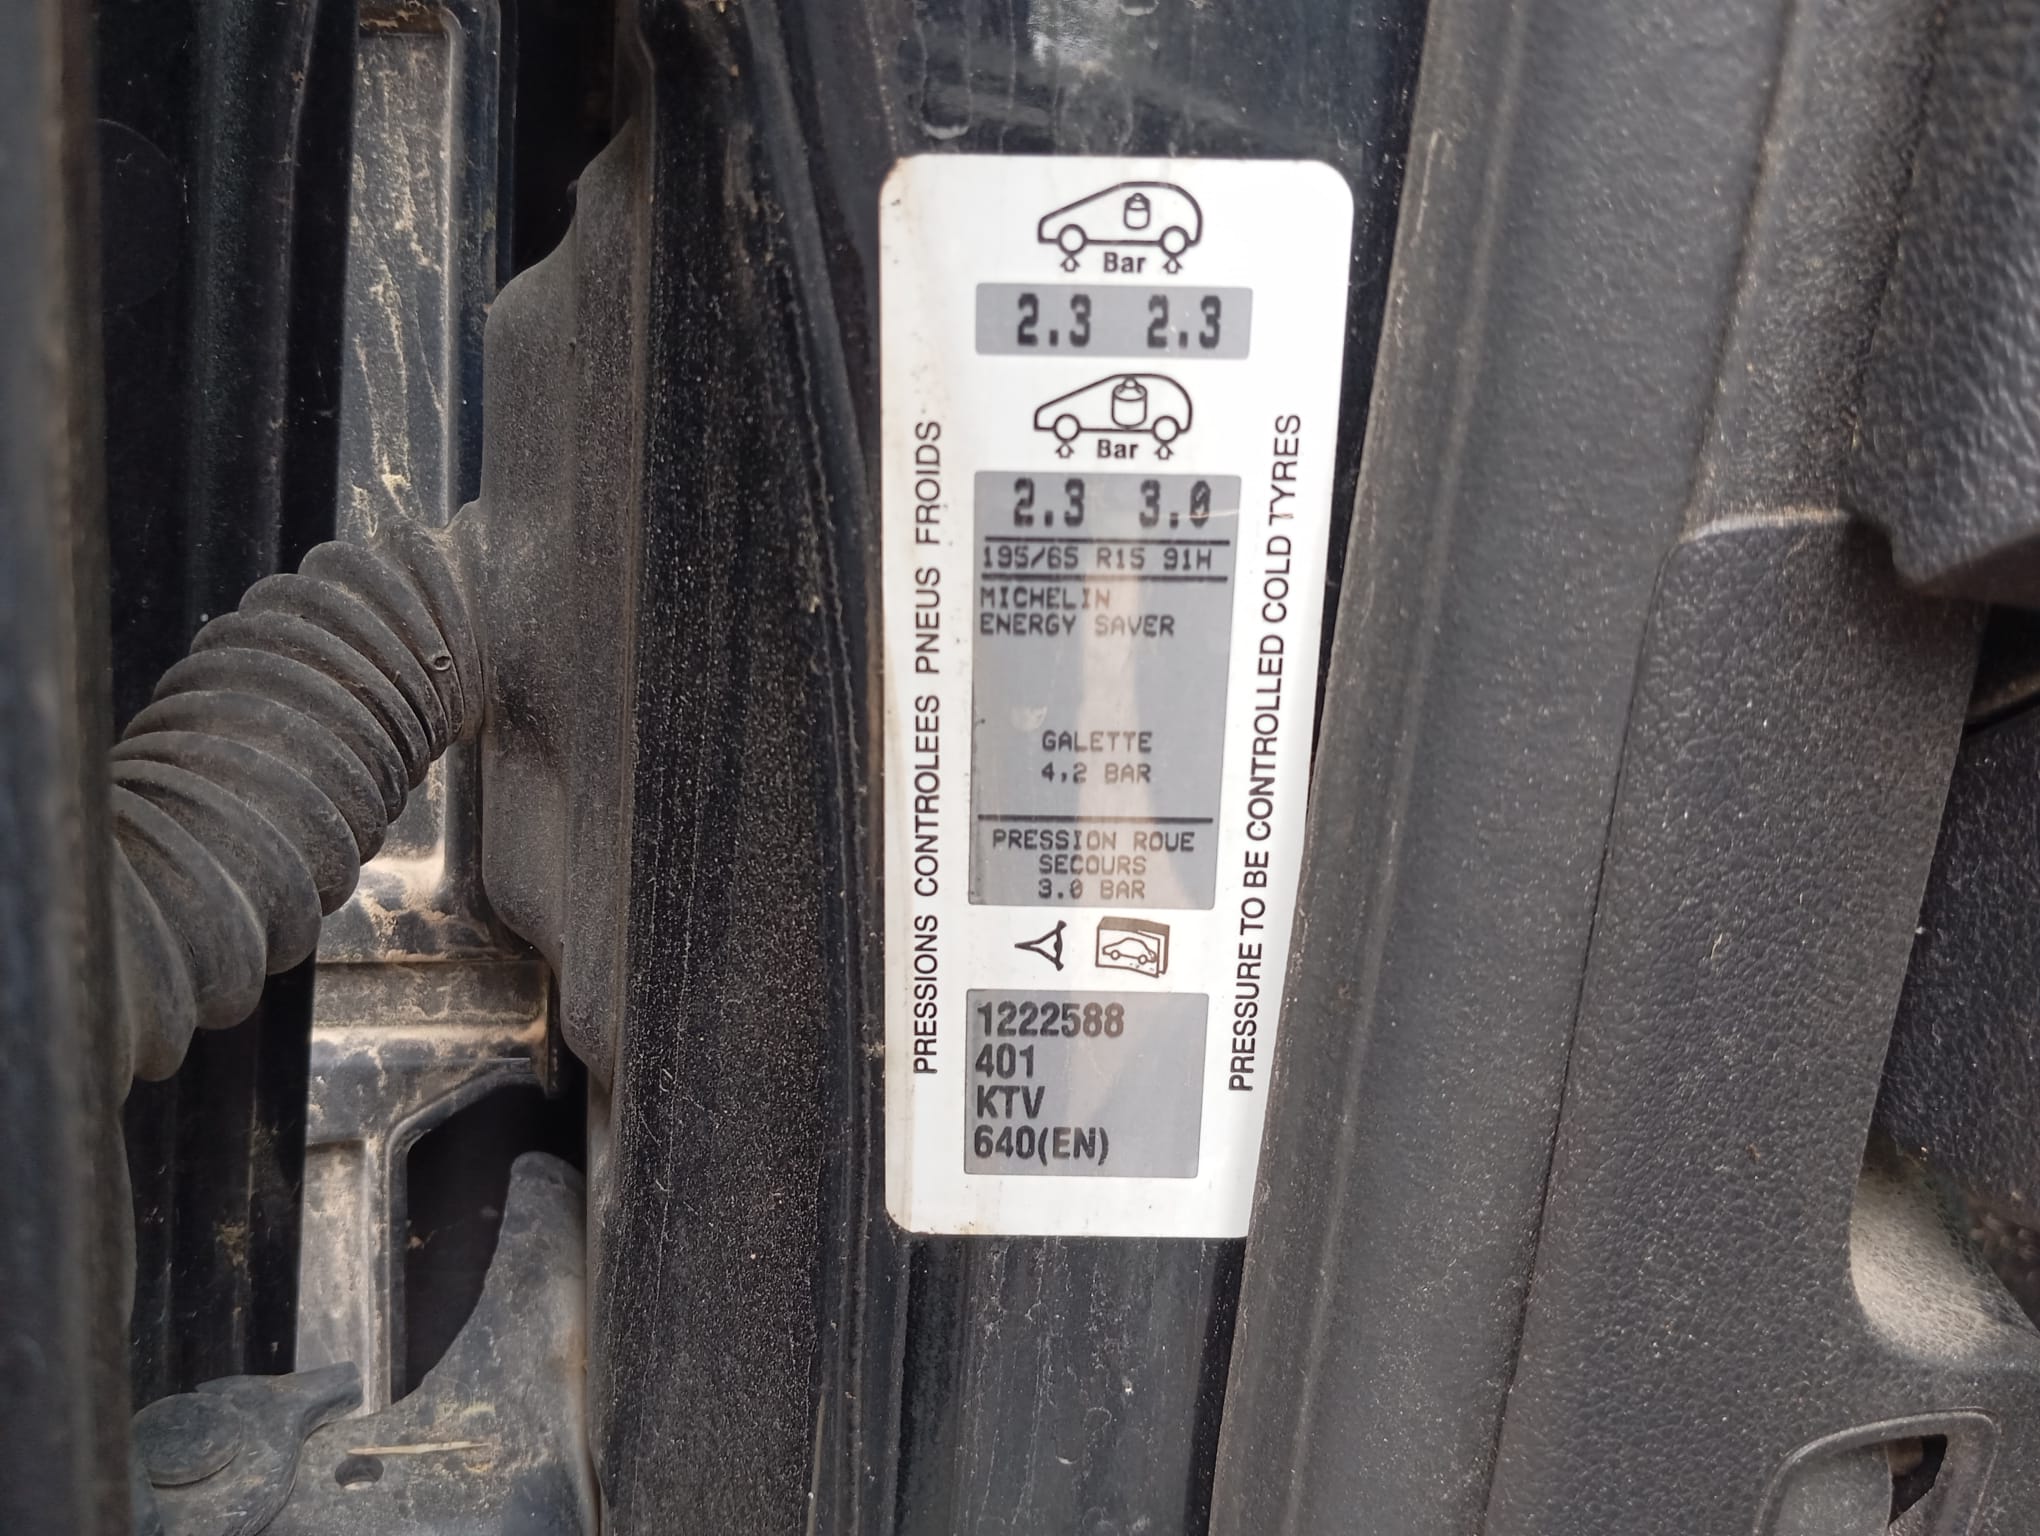 Bar
2.3 2.3
Bar
2.3 3.0
195/65 R15 91H
MICHELIN
ENERGY SAVER
GALETTE
4,2 BAR
PRESSION ROUE
SECOURS
3.0 BAR
1222588
401
KTV
640(EN)
PRESSIONS CONTROLEES PNEUS FROIDS
PRESSURE TO BE CONTROLLED COLD TYRES